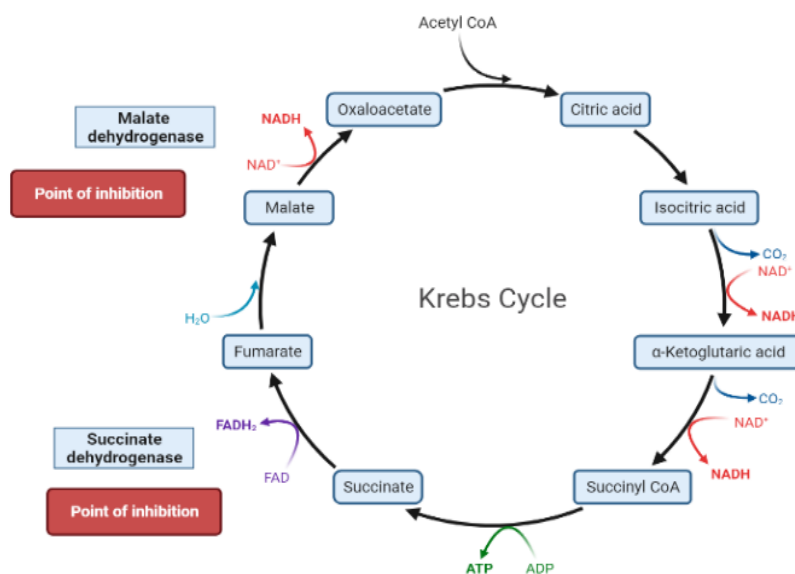 Acetyl CoA
Oxaloacetate
Citric acid
Malate
dehydrogenase
NADH
NAD⁺
Point of inhibition
Malate
Isocitric acid
CO₂
NAD⁺
NADH
Krebs Cycle
H₂O
Fumarate
α-Ketoglutaric acid
CO₂
NAD⁺
NADH
FADH₂
FAD
Succinate
dehydrogenase
Succinate
Succinyl CoA
Point of inhibition
ATP
ADP